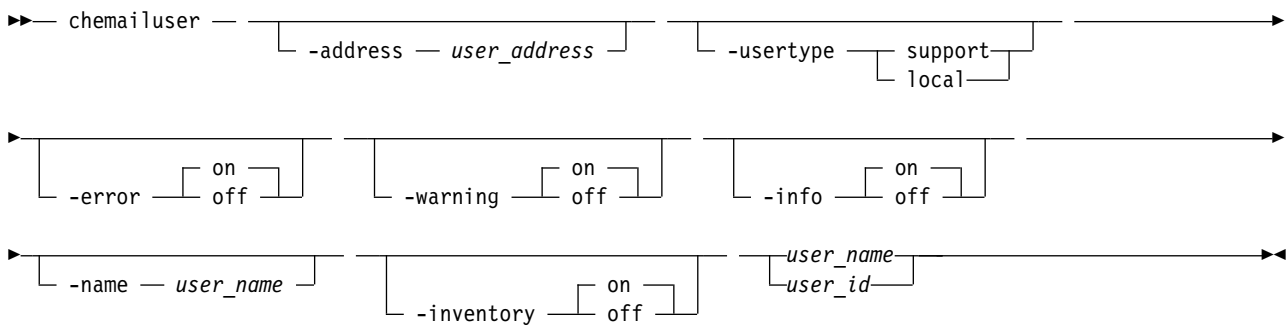 chemailuser
-address user_address
-usertype support
local
-error on
off
-warning on
off
-info on
off
-name user_name
-inventory on
off
user_name
user_id